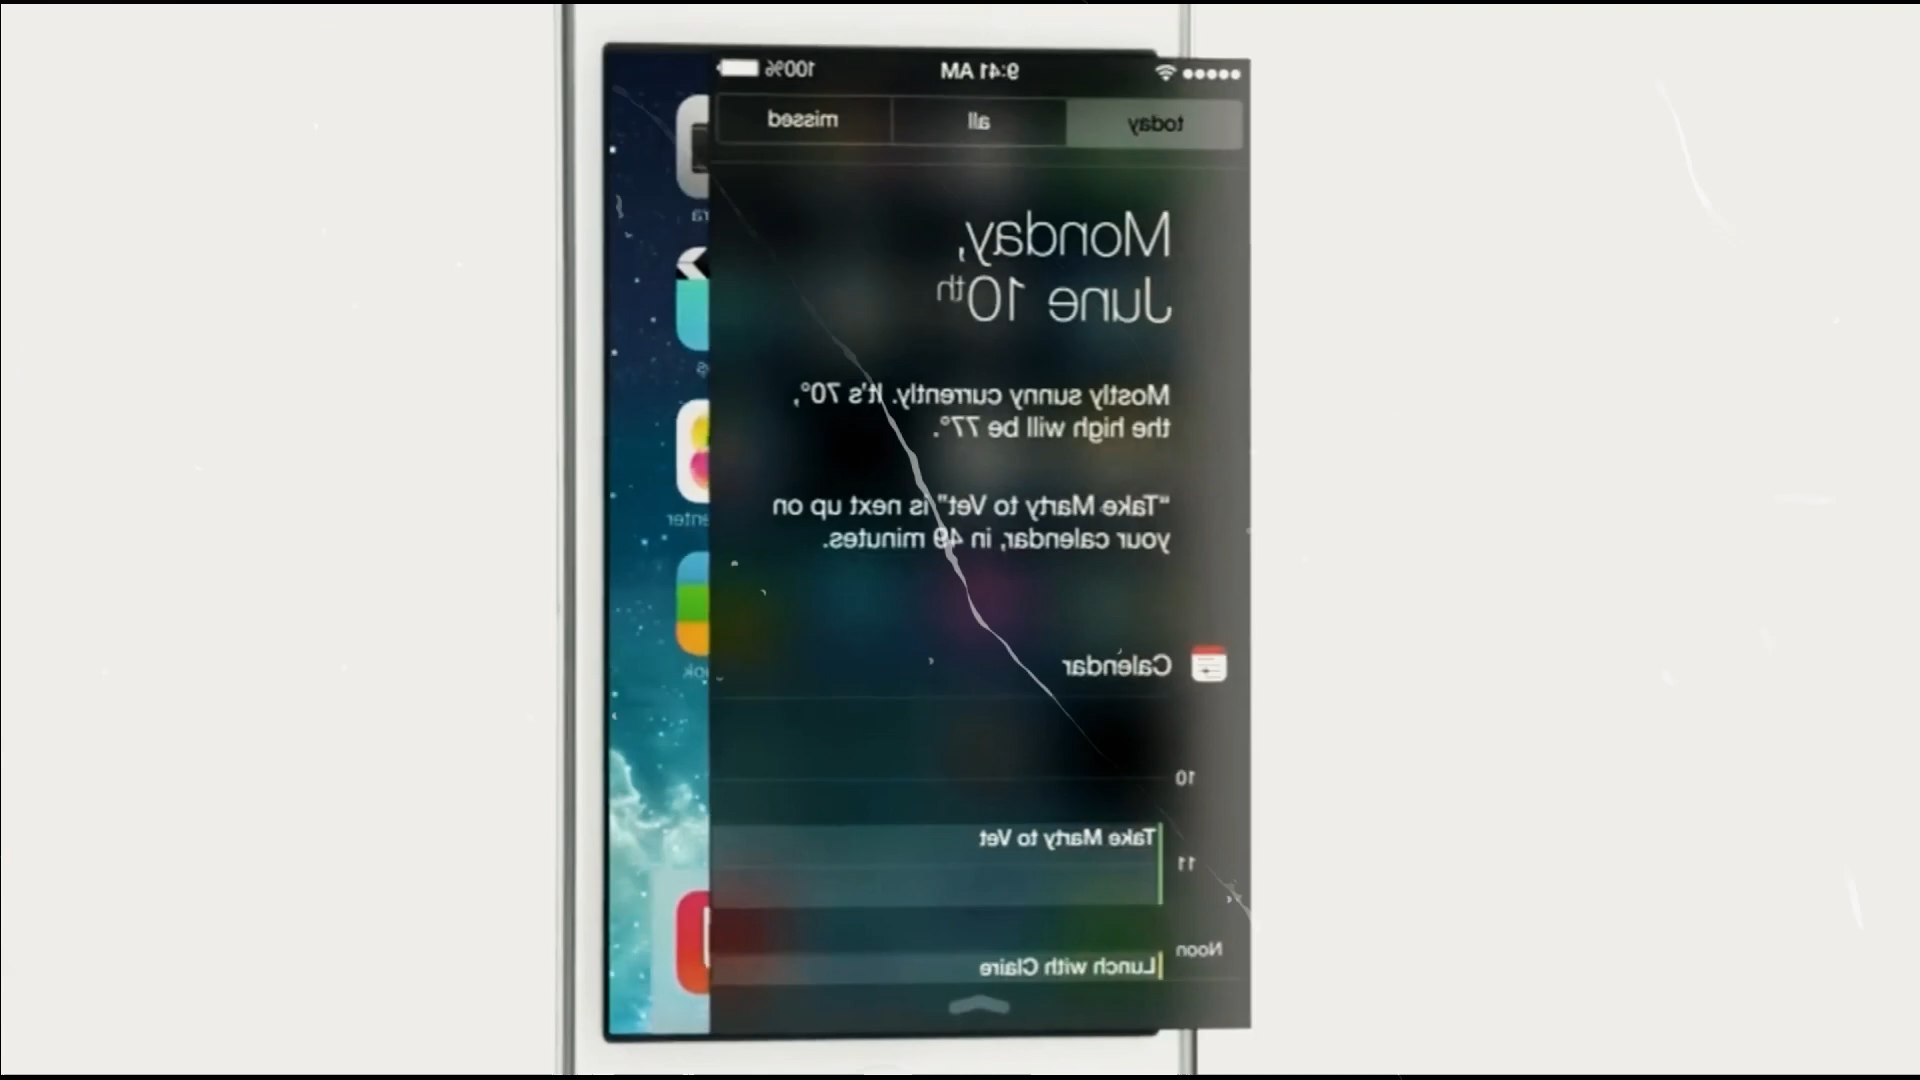 9:41 AM 100%
today all missed
Monday,
June 10th
Mostly sunny currently. It's 70°,
the high will be 77°.
"Take Marty to Vet" is next up on
your calendar, in 49 minutes.
Calendar
10
Take Marty to Vet
11
Noon
Lunch with Claire